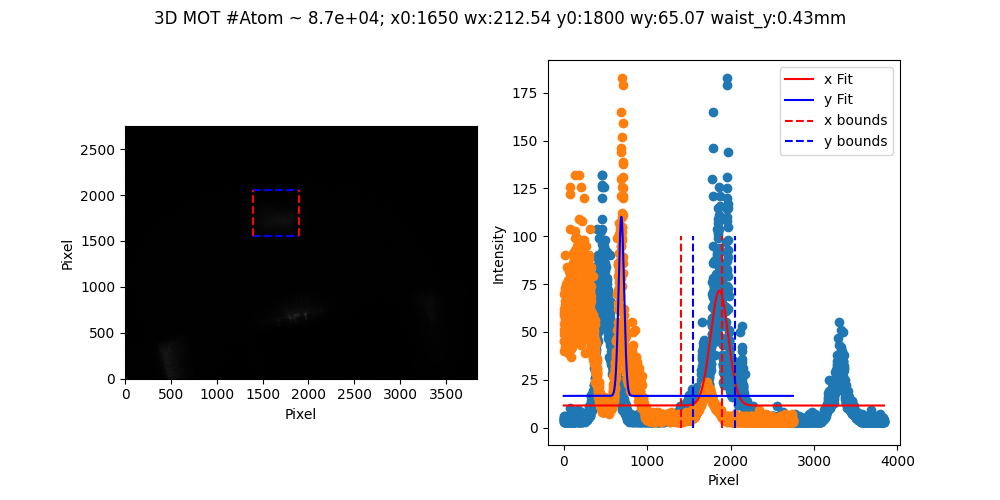 3D MOT #Atom ~ 8.7e+04; x0:1650 wx:212.54 y0:1800 wy:65.07 waist_y:0.43mm
2500
2000
1500
1000
500
0
Pixel
0 500 1000 1500 2000 2500 3000 3500
Pixel
175
150
125
100
75
50
25
0
Intensity
0 1000 2000 3000 4000
Pixel
x Fit
y Fit
x bounds
y bounds